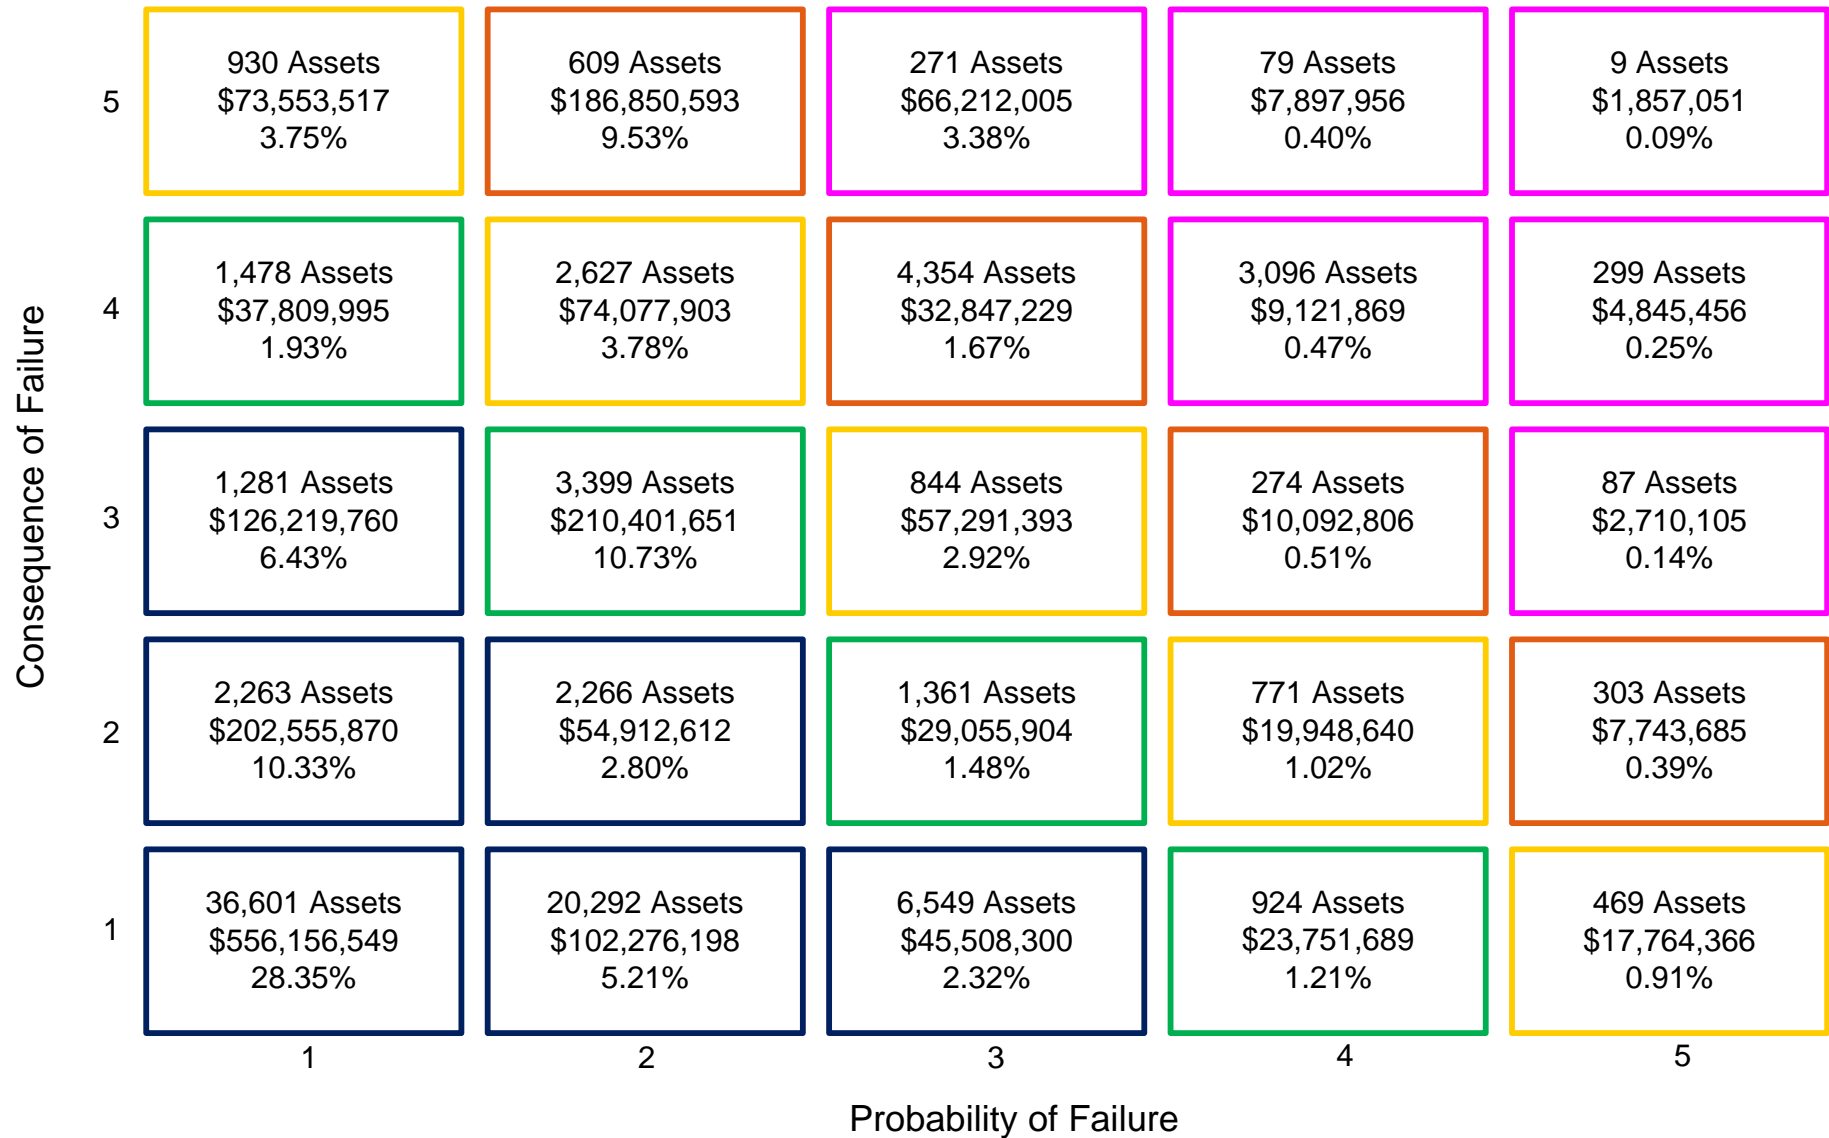 Consequence of Failure
5
930 Assets
$73,553,517
3.75%
609 Assets
$186,850,593
9.53%
271 Assets
$66,212,005
3.38%
79 Assets
$7,897,956
0.40%
9 Assets
$1,857,051
0.09%
4
1,478 Assets
$37,809,995
1.93%
2,627 Assets
$74,077,903
3.78%
4,354 Assets
$32,847,229
1.67%
3,096 Assets
$9,121,869
0.47%
299 Assets
$4,845,456
0.25%
3
1,281 Assets
$126,219,760
6.43%
3,399 Assets
$210,401,651
10.73%
844 Assets
$57,291,393
2.92%
274 Assets
$10,092,806
0.51%
87 Assets
$2,710,105
0.14%
2
2,263 Assets
$202,555,870
10.33%
2,266 Assets
$54,912,612
2.80%
1,361 Assets
$29,055,904
1.48%
771 Assets
$19,948,640
1.02%
303 Assets
$7,743,685
0.39%
1
36,601 Assets
$556,156,549
28.35%
20,292 Assets
$102,276,198
5.21%
6,549 Assets
$45,508,300
2.32%
924 Assets
$23,751,689
1.21%
469 Assets
$17,764,366
0.91%
1
2
3
4
5
Probability of Failure